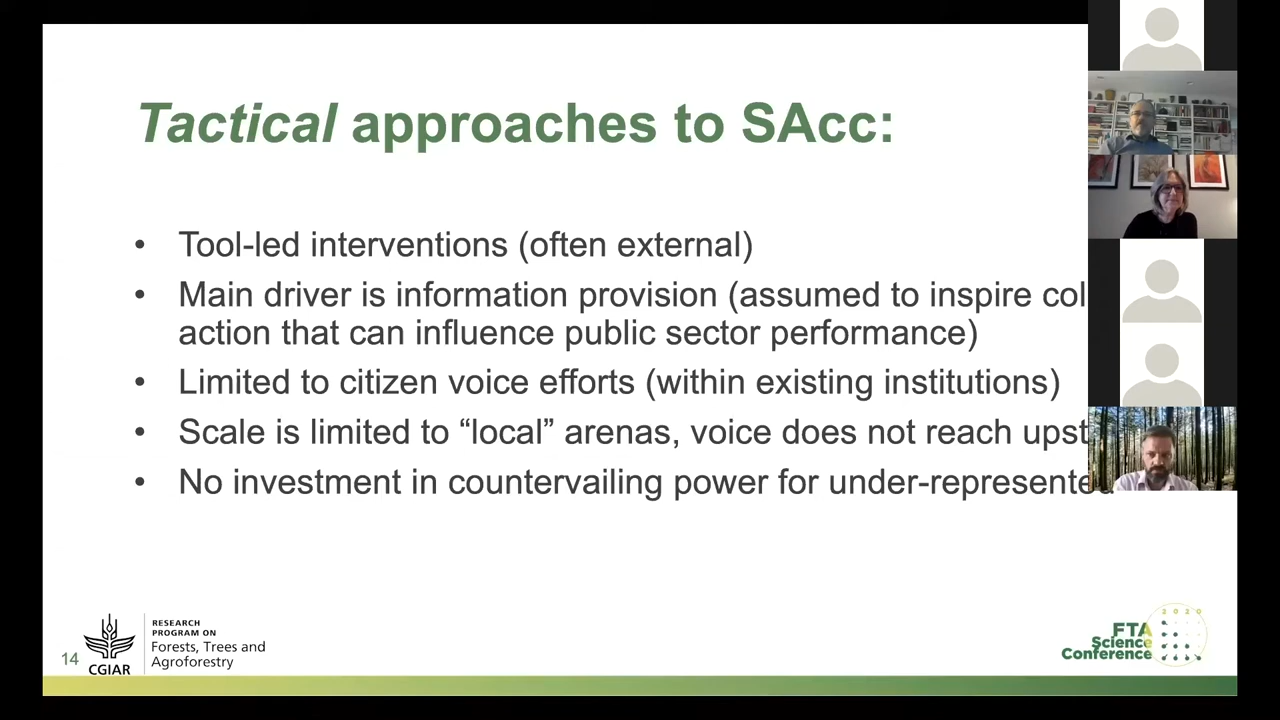 Tactical approaches to SAcc:
• Tool-led interventions (often external)
• Main driver is information provision (assumed to inspire col
action that can influence public sector performance)
• Limited to citizen voice efforts (within existing institutions)
• Scale is limited to “local” arenas, voice does not reach upst
• No investment in countervailing power for under-represented
14
CGIAR
RESEARCH
PROGRAM ON
Forests, Trees and
Agroforestry
2020
FTA
Science
Conference